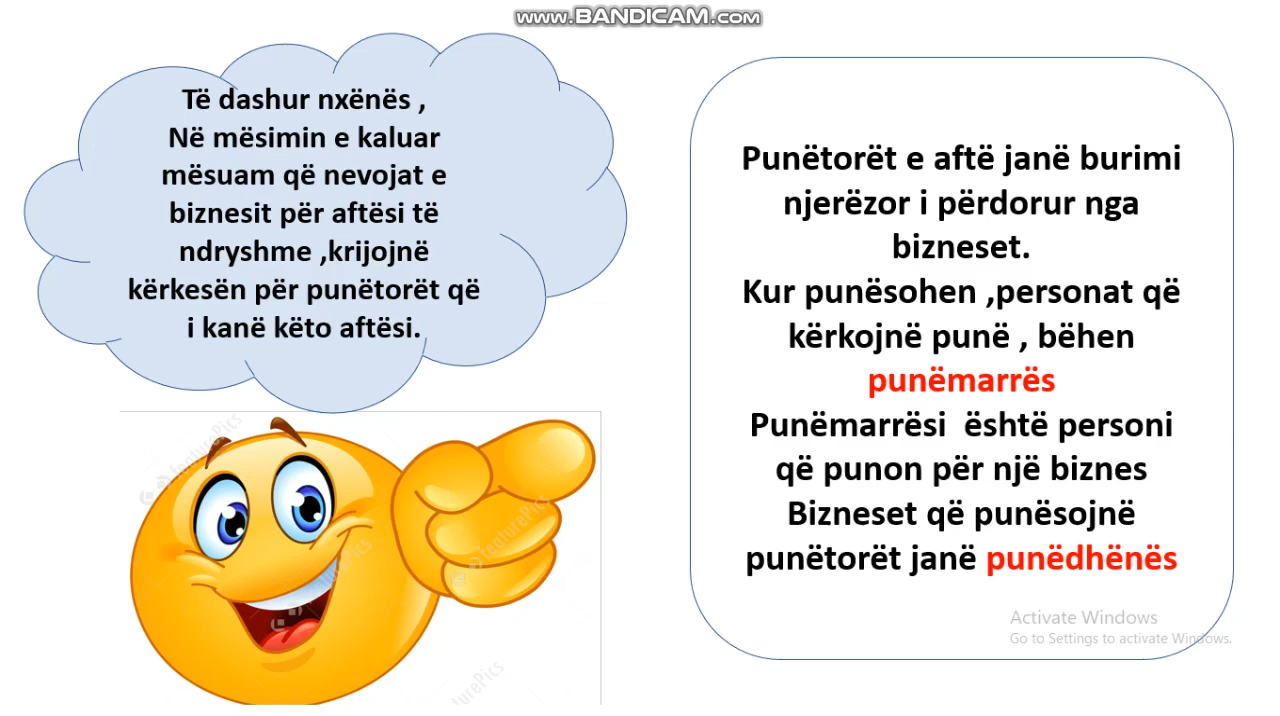 www.BANDICAM.com
Të dashur nxënës ,
Në mësimin e kaluar
mësuam që nevojat e
biznesit për aftësi të
ndryshme ,krijojnë
kërkesën për punëtorët që
i kanë këto aftësi.
Punëtorët e aftë janë burimi
njerëzor i përdorur nga
bizneset.
Kur punësohen ,personat që
kërkojnë punë , bëhen
punëmarrës
Punëmarrësi  është personi
që punon për një biznes
Bizneset që punësojnë
punëtorët janë punëdhënës
Activate Windows
Go to Settings to activate Windows.